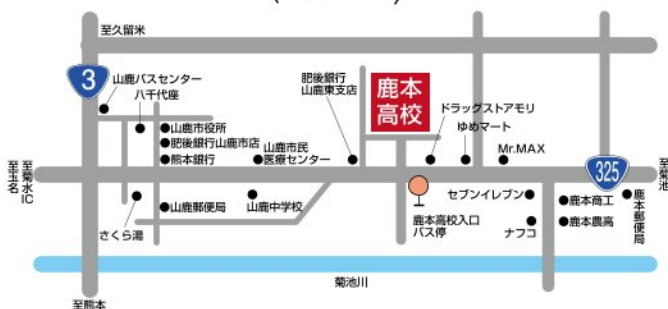 至久留米
3
山鹿バスセンター
八千代座
山鹿市役所
肥後銀行山鹿市店
熊本銀行
山鹿市民
医療センター
肥後銀行
山鹿東支店
鹿本
高校
ドラッグストアモリ
ゆめマート
Mr.MAX
325
至菊池
至玉名
至菊水IC
さくら湯
山鹿郵便局
山鹿中学校
鹿本高校入口
バス停
セブンイレブン
ナフコ
鹿本商工
鹿本農高
鹿本郵便局
菊池川
至熊本